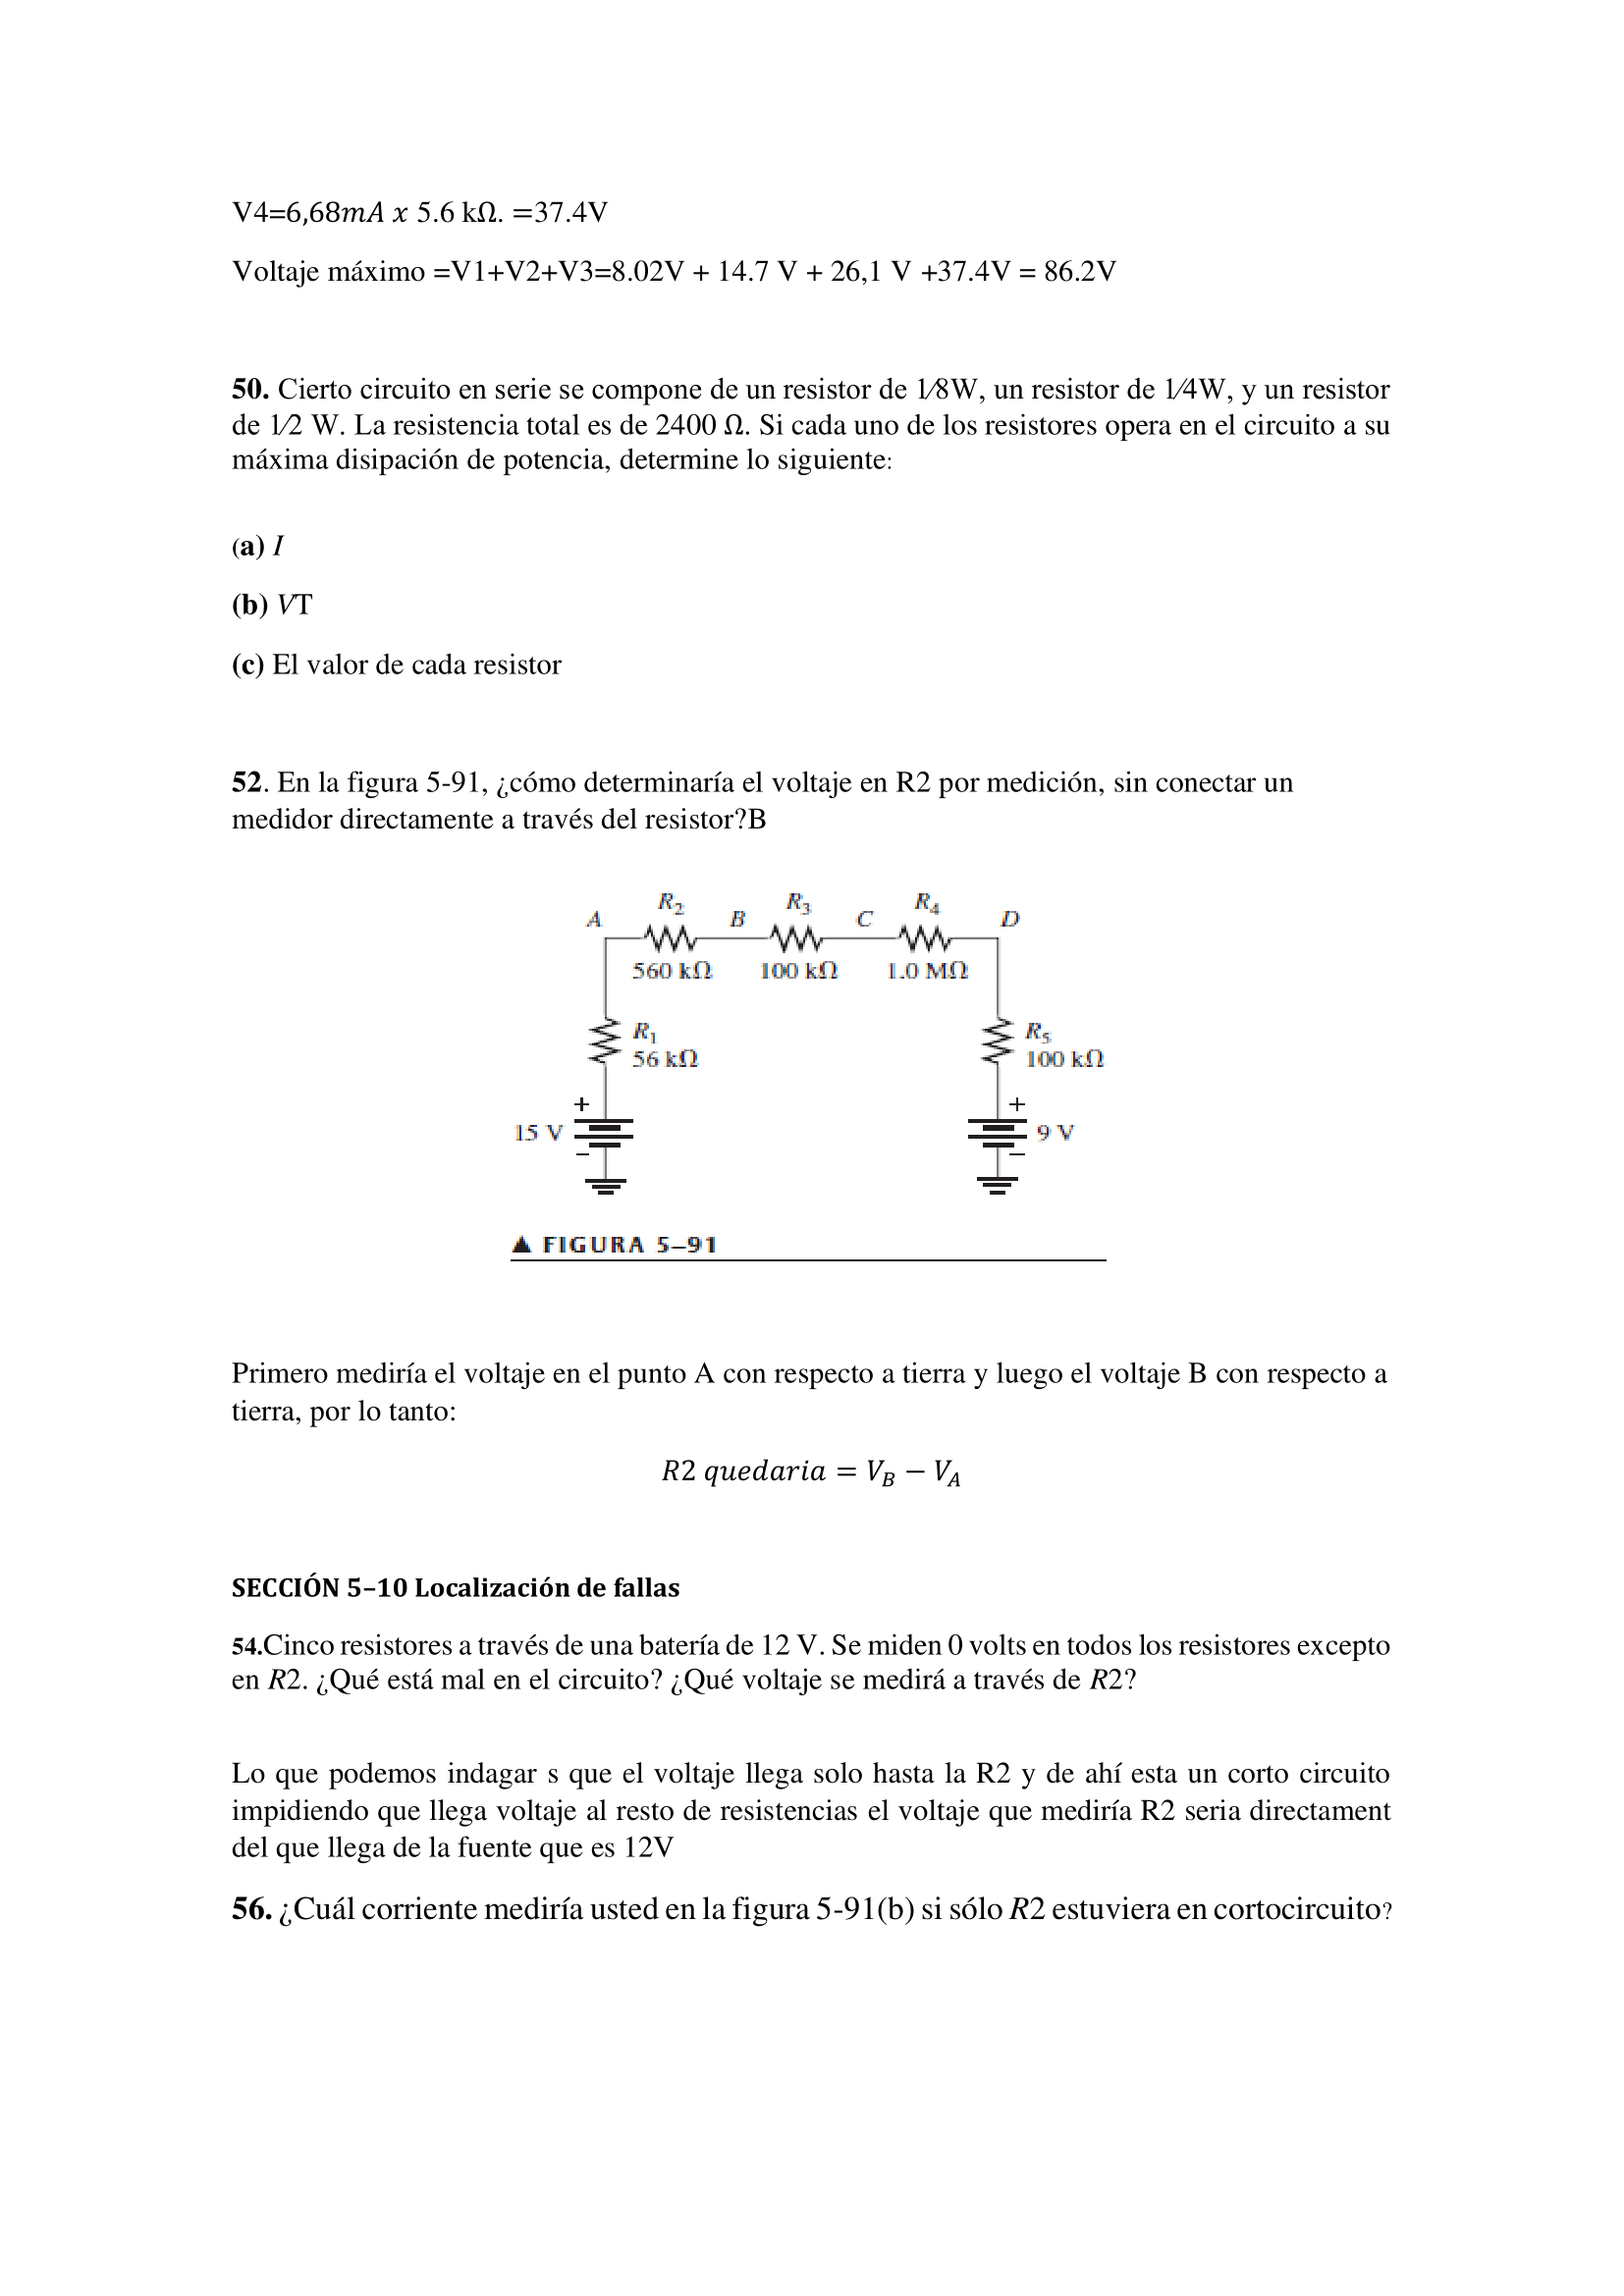 V4=6,68mA x 5.6 kΩ. =37.4V
Voltaje máximo =V1+V2+V3=8.02V + 14.7 V + 26,1 V +37.4V = 86.2V
50. Cierto circuito en serie se compone de un resistor de 1⁄8W, un resistor de 1⁄4W, y un resistor
de 1⁄2 W. La resistencia total es de 2400 Ω. Si cada uno de los resistores opera en el circuito a su
máxima disipación de potencia, determine lo siguiente:
(a) I
(b) VT
(c) El valor de cada resistor
52. En la figura 5-91, ¿cómo determinaría el voltaje en R2 por medición, sin conectar un
medidor directamente a través del resistor?B
R2 R3 R4
A B C D
560 kΩ 100 kΩ 1.0 MΩ
R1 R5
56 kΩ 100 kΩ
+ +
15 V 9 V
− −
▲ FIGURA 5–91
Primero mediría el voltaje en el punto A con respecto a tierra y luego el voltaje B con respecto a
tierra, por lo tanto:
R2 quedaria = V_B − V_A
SECCIÓN 5–10 Localización de fallas
54.Cinco resistores a través de una batería de 12 V. Se miden 0 volts en todos los resistores excepto
en R2. ¿Qué está mal en el circuito? ¿Qué voltaje se medirá a través de R2?
Lo que podemos indagar s que el voltaje llega solo hasta la R2 y de ahí esta un corto circuito
impidiendo que llega voltaje al resto de resistencias el voltaje que mediría R2 seria directament
del que llega de la fuente que es 12V
56. ¿Cuál corriente mediría usted en la figura 5-91(b) si sólo R2 estuviera en cortocircuito?